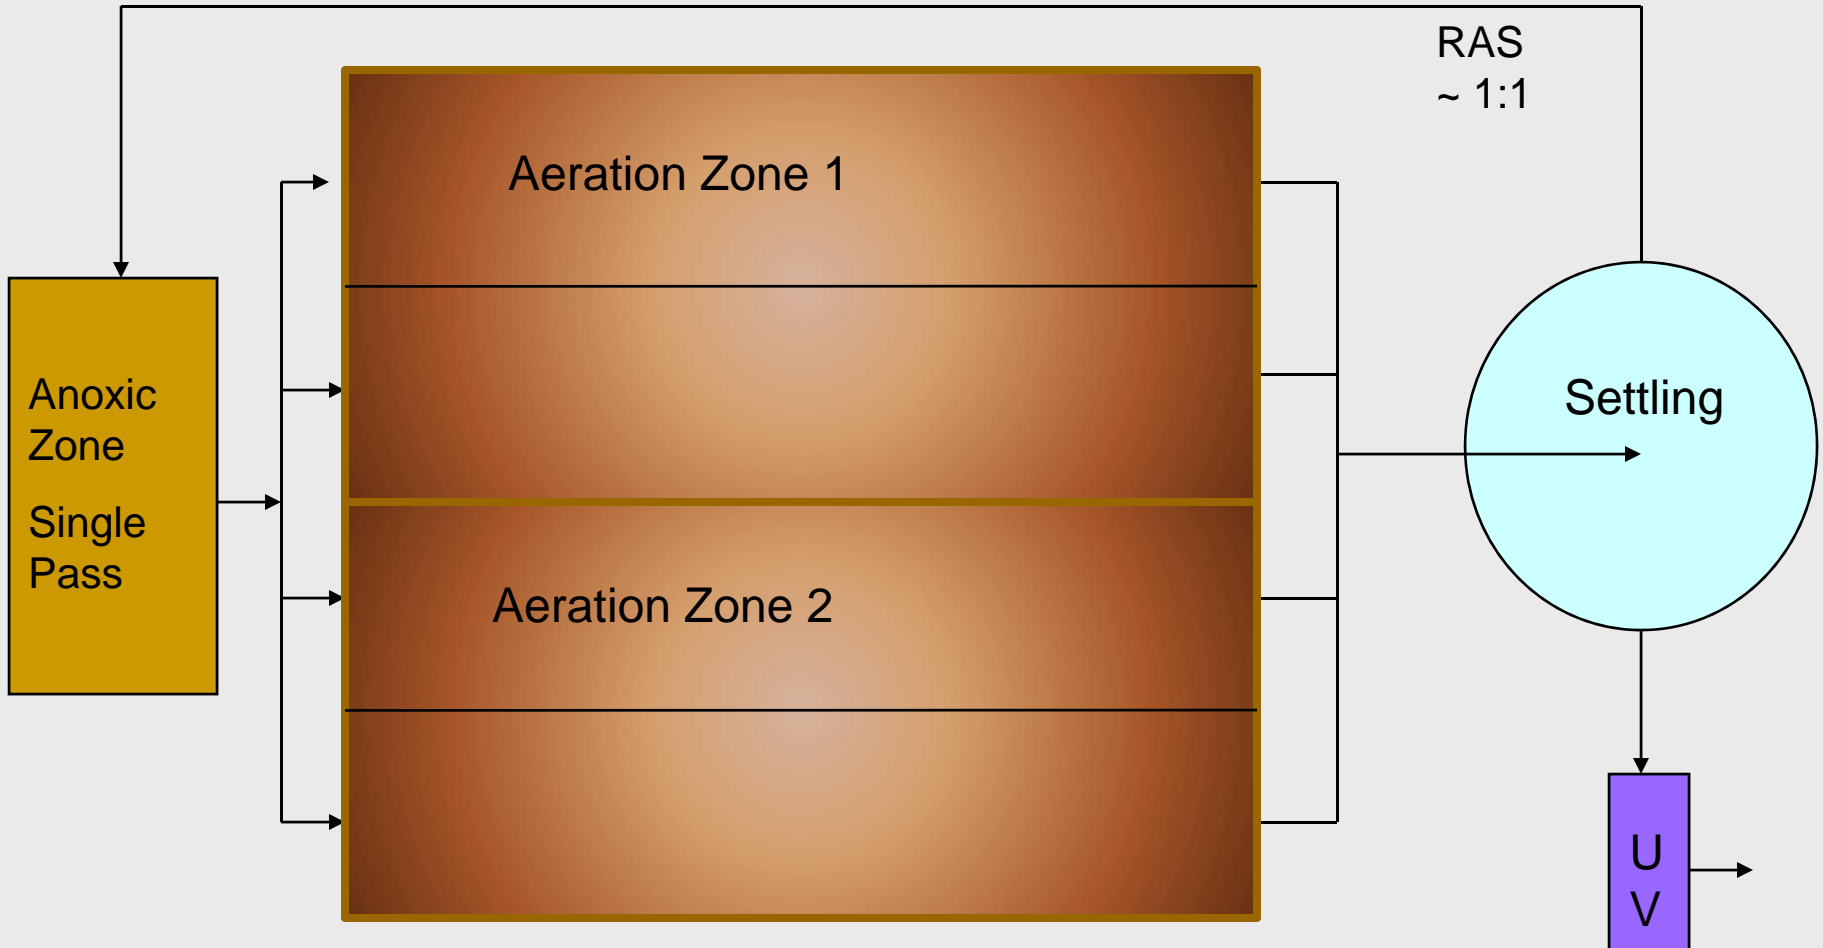 RAS
~ 1:1
Aeration Zone 1
Anoxic
Zone
Single
Pass
Settling
Aeration Zone 2
U
V